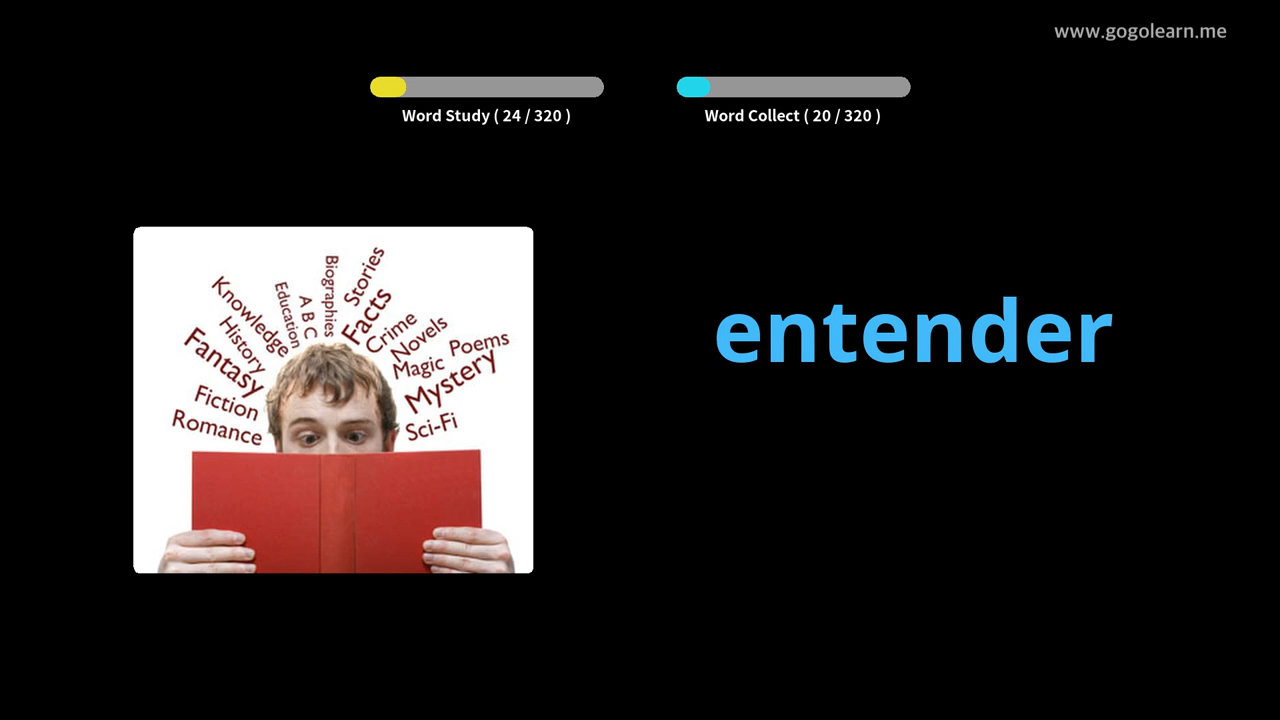 www.gogolearn.me
Word Study ( 24 / 320 )
Word Collect ( 20 / 320 )
entender
Biographies
Stories
Education
A B C
Facts
Knowledge
Crime
History
Novels
Fantasy
Magic
Poems
Mystery
Fiction
Romance
Sci-Fi